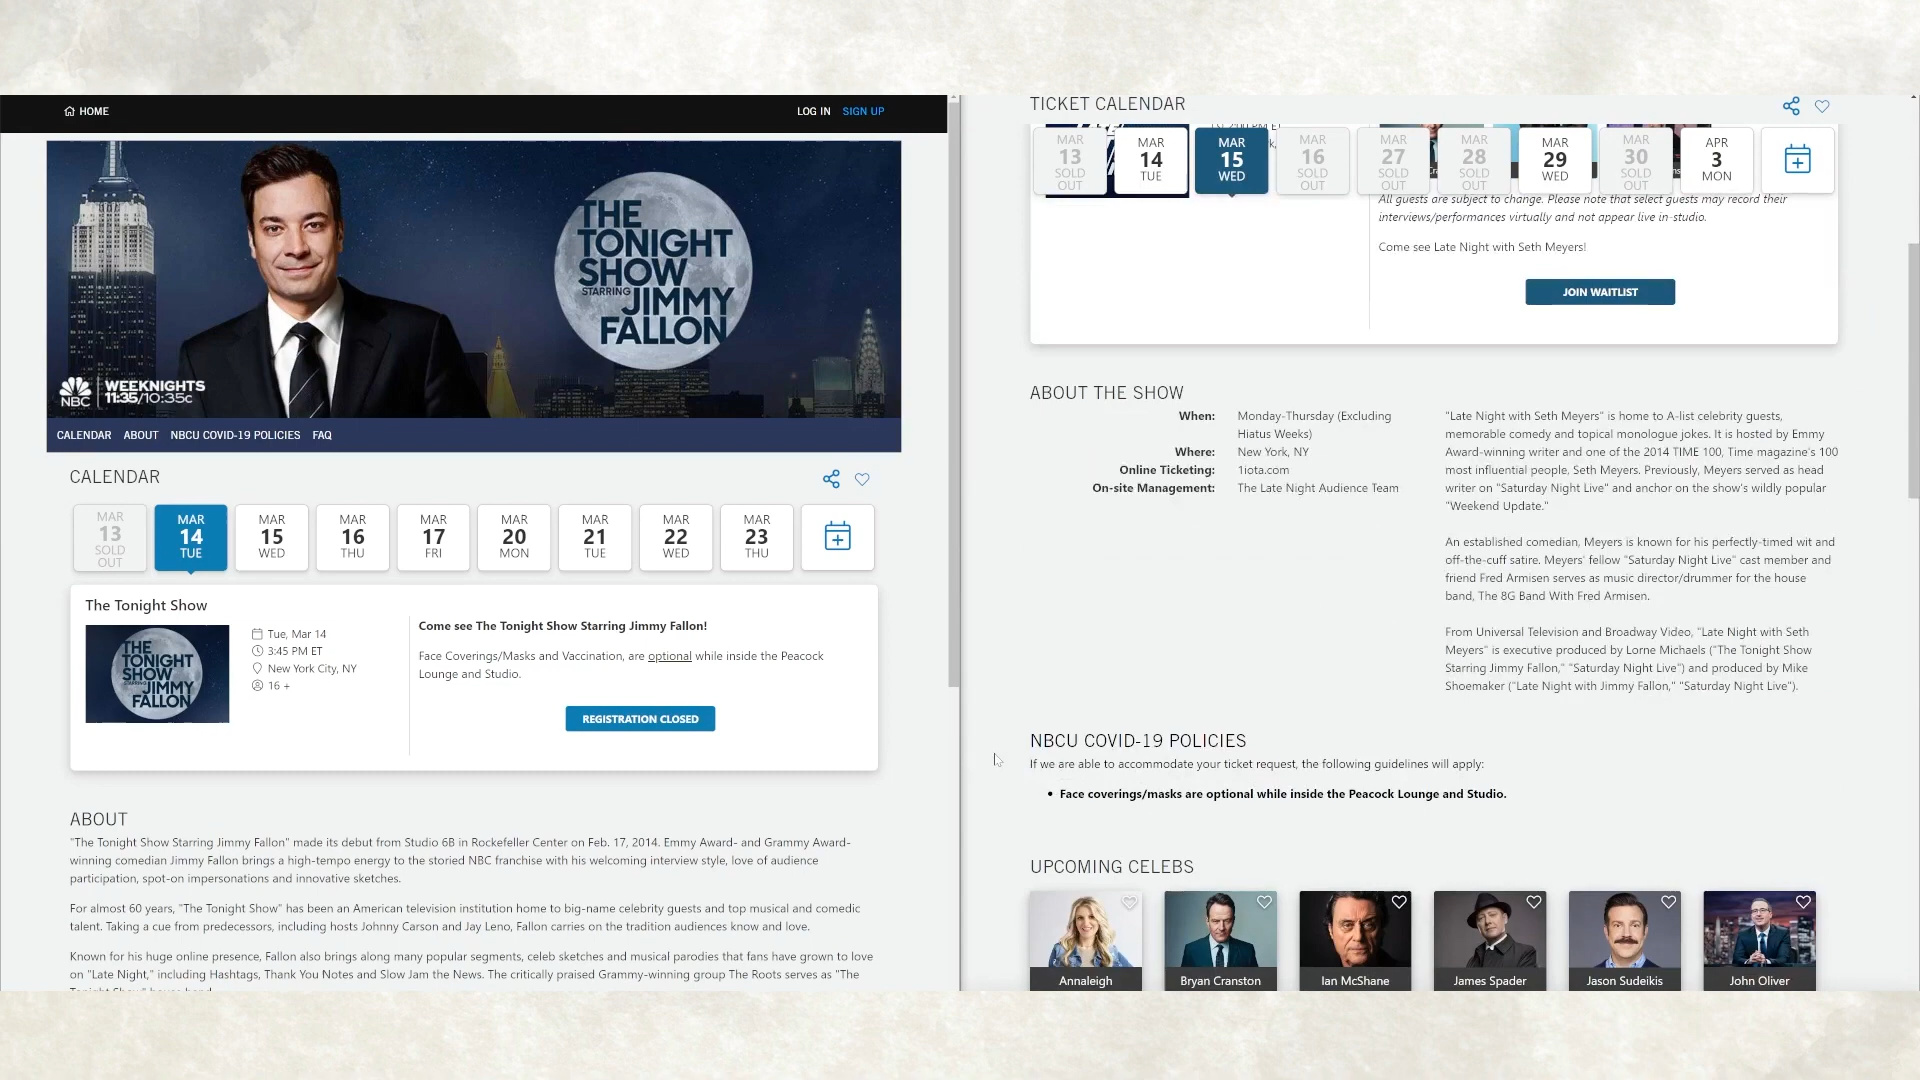 HOME
LOG IN SIGN UP
THE
TONIGHT
SHOW
STARRING
JIMMY
FALLON
NBC
WEEKNIGHTS
11:35/10:35c
CALENDAR ABOUT NBCU COVID-19 POLICIES FAQ
CALENDAR
MAR
13
SOLD
OUT
MAR
14
TUE
MAR
15
WED
MAR
16
THU
MAR
17
FRI
MAR
20
MON
MAR
21
TUE
MAR
22
WED
MAR
23
THU
The Tonight Show
THE
TONIGHT
SHOW
STARRING
JIMMY
FALLON
Tue, Mar 14
3:45 PM ET
New York City, NY
16 +
Come see The Tonight Show Starring Jimmy Fallon!
Face Coverings/Masks and Vaccination, are optional while inside the Peacock
Lounge and Studio.
REGISTRATION CLOSED
ABOUT
"The Tonight Show Starring Jimmy Fallon" made its debut from Studio 6B in Rockefeller Center on Feb. 17, 2014. Emmy Award- and Grammy Award-
winning comedian Jimmy Fallon brings a high-tempo energy to the storied NBC franchise with his welcoming interview style, love of audience
participation, spot-on impersonations and innovative sketches.
For almost 60 years, "The Tonight Show" has been an American television institution home to big-name celebrity guests and top musical and comedic
talent. Taking a cue from predecessors, including hosts Johnny Carson and Jay Leno, Fallon carries on the tradition audiences know and love.
Known for his huge online presence, Fallon also brings along many popular segments, celeb sketches and musical parodies that fans have grown to love
on "Late Night," including Hashtags, Thank You Notes and Slow Jam the News. The critically praised Grammy-winning group The Roots serves as "The
TICKET CALENDAR
MAR
13
SOLD
OUT
MAR
14
TUE
MAR
15
WED
MAR
16
SOLD
OUT
MAR
27
SOLD
OUT
MAR
28
SOLD
OUT
MAR
29
WED
MAR
30
SOLD
OUT
APR
3
MON
All guests are subject to change. Please note that select guests may record their
interviews/performances virtually and not appear live in-studio.
Come see Late Night with Seth Meyers!
JOIN WAITLIST
ABOUT THE SHOW
When: Monday-Thursday (Excluding
Hiatus Weeks)
Where: New York, NY
Online Ticketing: 1iota.com
On-site Management: The Late Night Audience Team
"Late Night with Seth Meyers" is home to A-list celebrity guests,
memorable comedy and topical monologue jokes. It is hosted by Emmy
Award-winning writer and one of the 2014 TIME 100, Time magazine's 100
most influential people, Seth Meyers. Previously, Meyers served as head
writer on "Saturday Night Live" and anchor on the show's wildly popular
"Weekend Update."
An established comedian, Meyers is known for his perfectly-timed wit and
off-the-cuff satire. Meyers' fellow "Saturday Night Live" cast member and
friend Fred Armisen serves as music director/drummer for the house
band, The 8G Band With Fred Armisen.
From Universal Television and Broadway Video, "Late Night with Seth
Meyers" is executive produced by Lorne Michaels ("The Tonight Show
Starring Jimmy Fallon," "Saturday Night Live") and produced by Mike
Shoemaker ("Late Night with Jimmy Fallon," "Saturday Night Live").
NBCU COVID-19 POLICIES
If we are able to accommodate your ticket request, the following guidelines will apply:
• Face coverings/masks are optional while inside the Peacock Lounge and Studio.
UPCOMING CELEBS
Annaleigh
Bryan Cranston
Ian McShane
James Spader
Jason Sudeikis
John Oliver